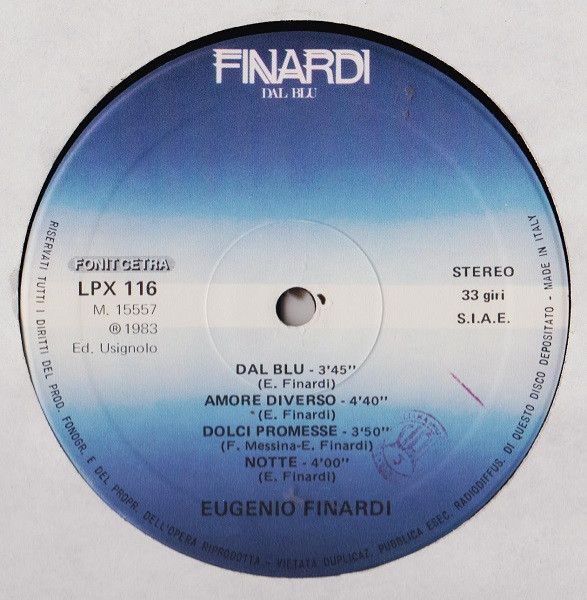 FINARDI
DAL BLU
FONIT CETRA
LPX 116
M. 15557
℗ 1983
Ed. Usignolo
STEREO
33 giri
S.I.A.E.
DAL BLU - 3'45''
(E. Finardi)
AMORE DIVERSO - 4'40''
(E. Finardi)
DOLCI PROMESSE - 3'50''
(F. Messina-E. Finardi)
NOTTE - 4'00''
(E. Finardi)
EUGENIO FINARDI
RISERVATI TUTTI I DIRITTI DEL PROD. FONOGR. E DEL PROPR. DELL'OPERA RIPRODOTTA - VIETATA DUPLICAT. PUBBLICA ESEC. RADIODIFFUS. DI QUESTO DISCO DEPOSITATO - MADE IN ITALY